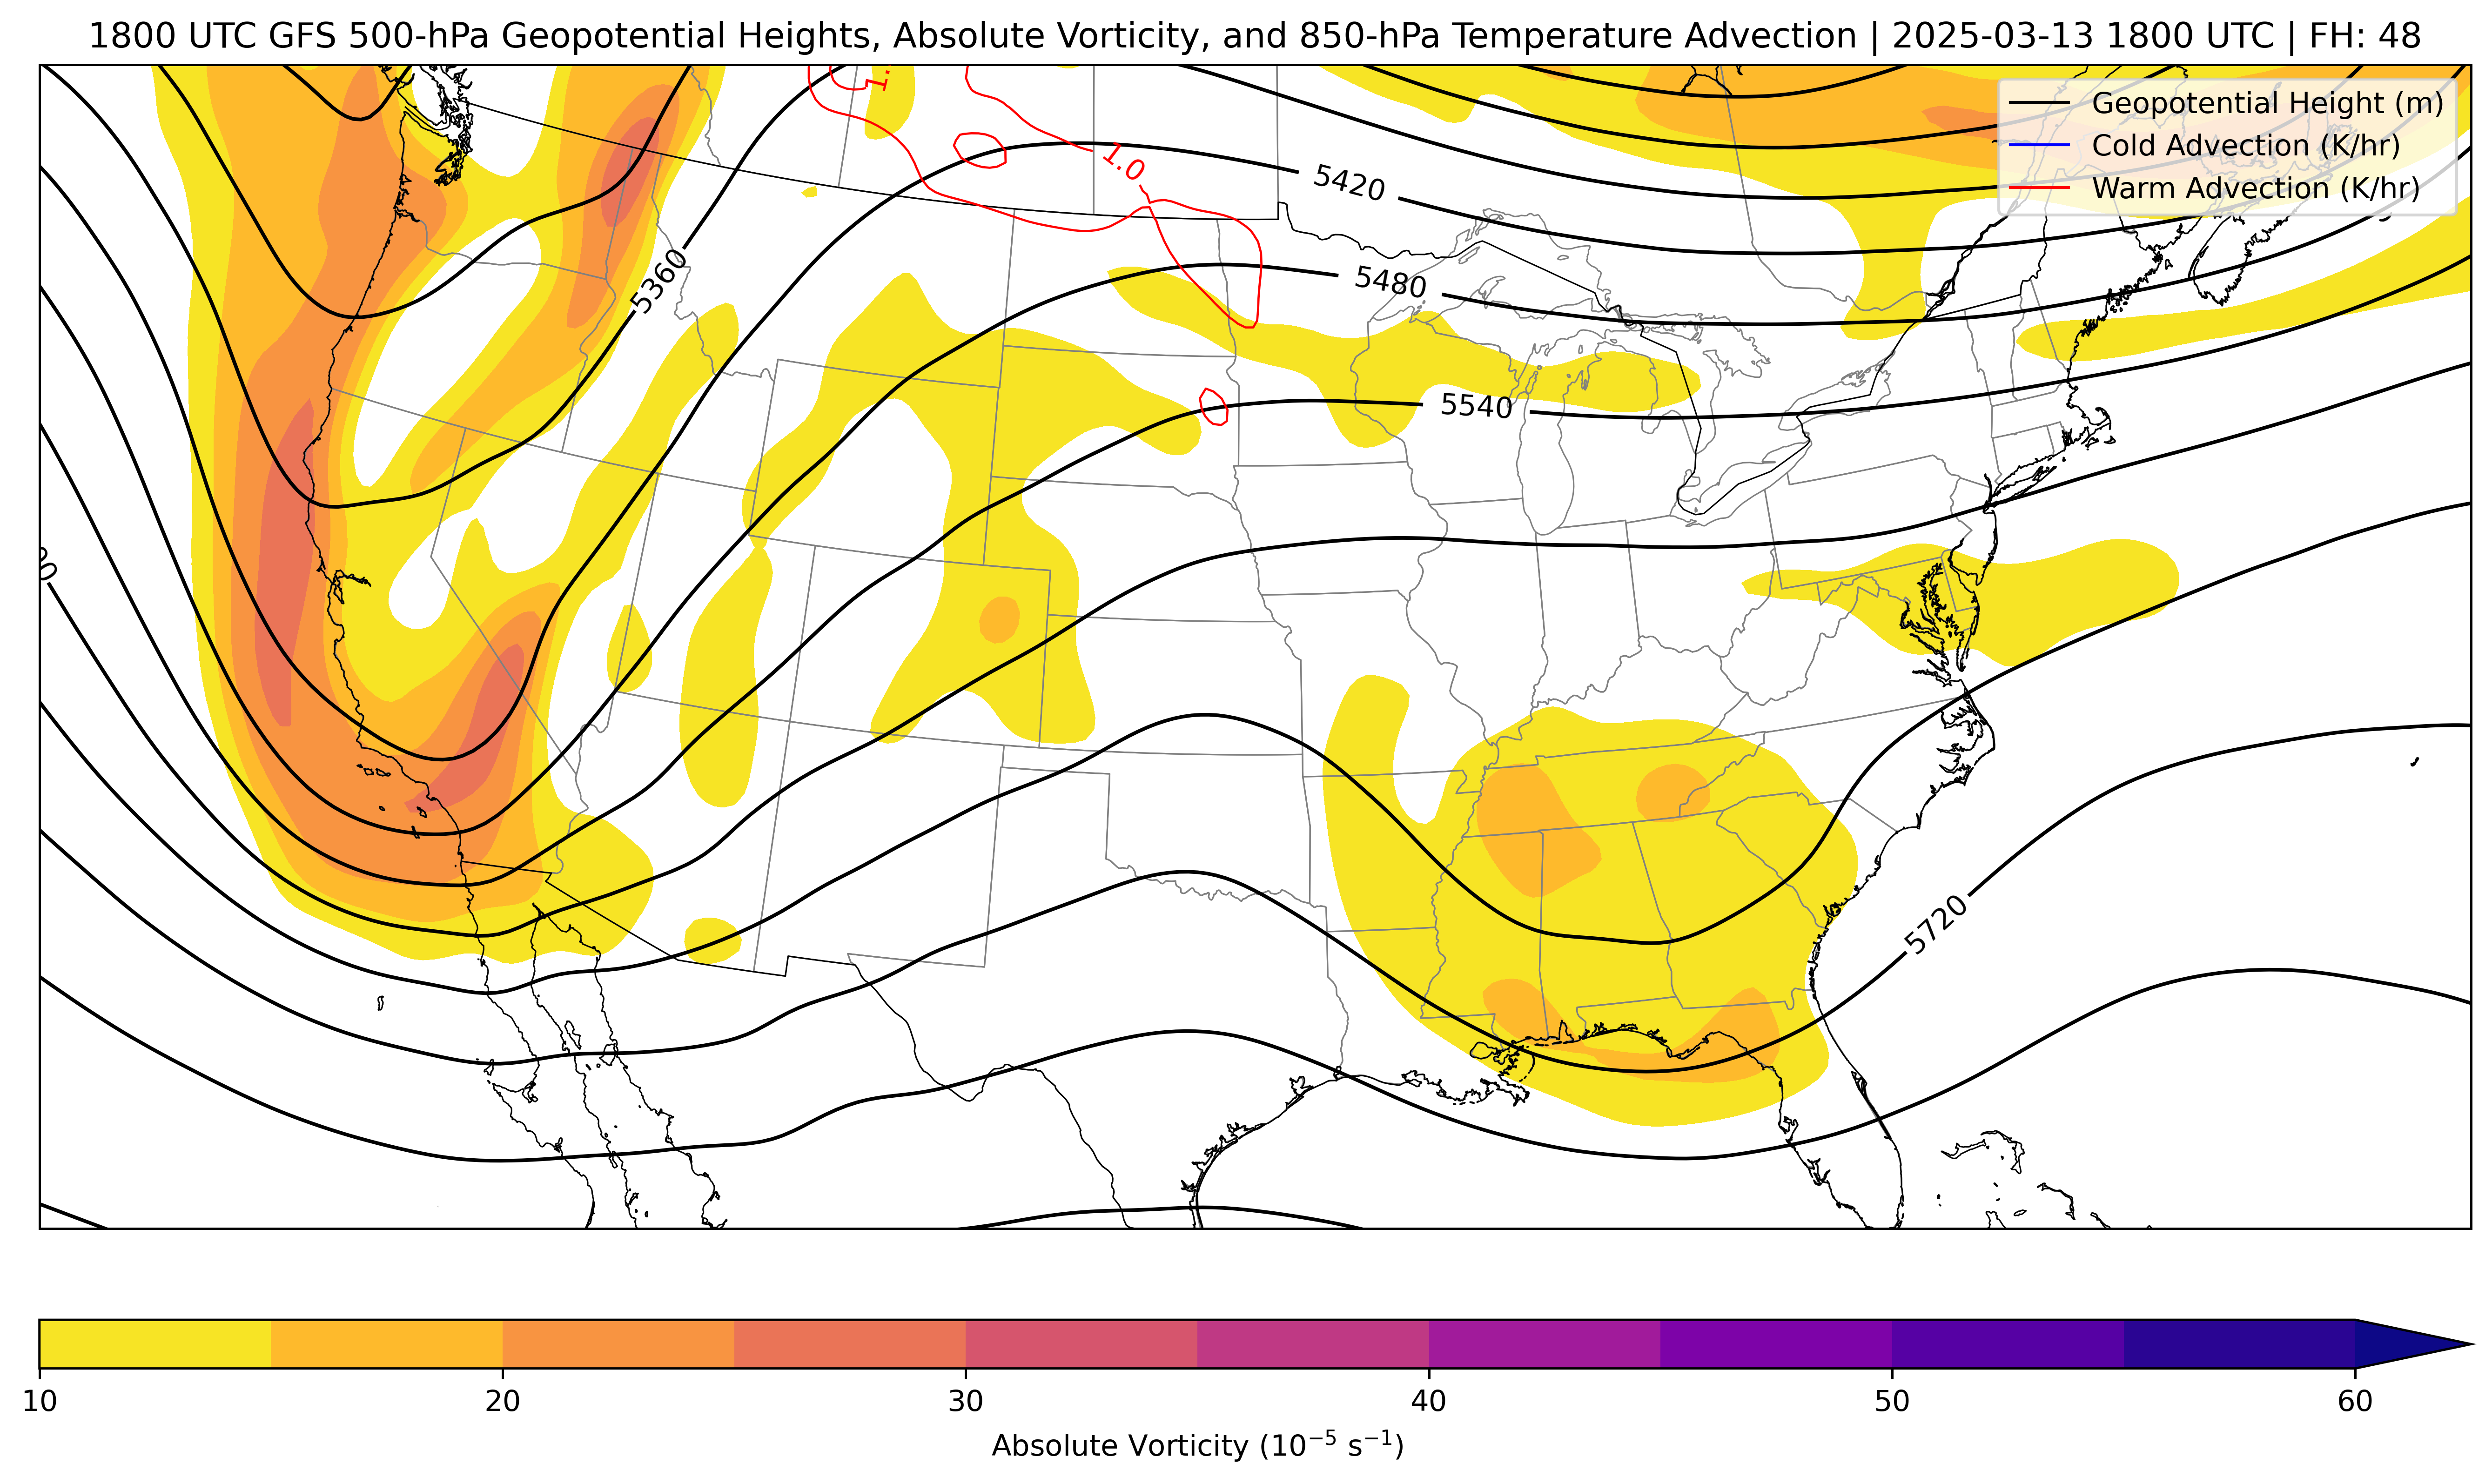 1800 UTC GFS 500-hPa Geopotential Heights, Absolute Vorticity, and 850-hPa Temperature Advection | 2025-03-13 1800 UTC | FH: 48
Geopotential Height (m)
Cold Advection (K/hr)
Warm Advection (K/hr)
1.0
5420
5360
5480
5540
5720
10 20 30 40 50 60
Absolute Vorticity (10⁻⁵ s⁻¹)